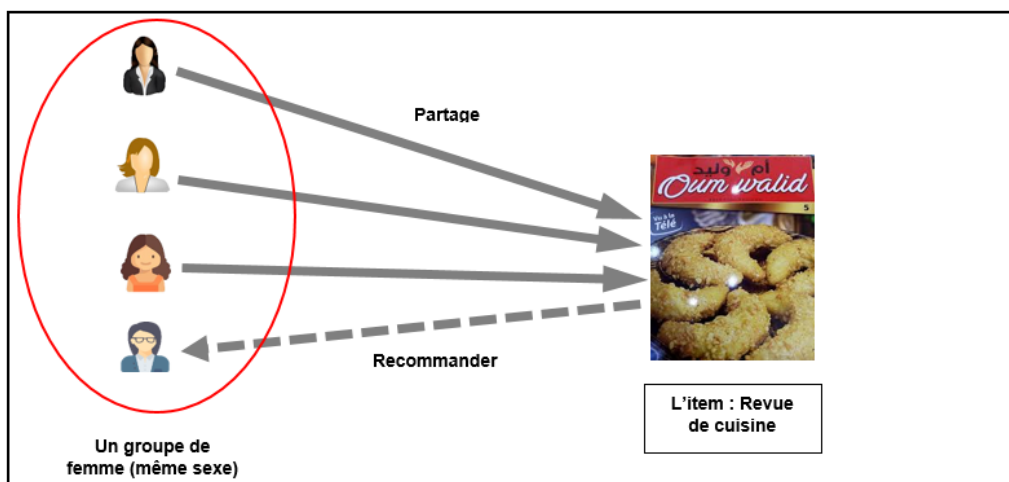 Partage
أم وليد
Oum walid
5
Vu à la
Télé
Recommander
L’item : Revue
de cuisine
Un groupe de
femme (même sexe)